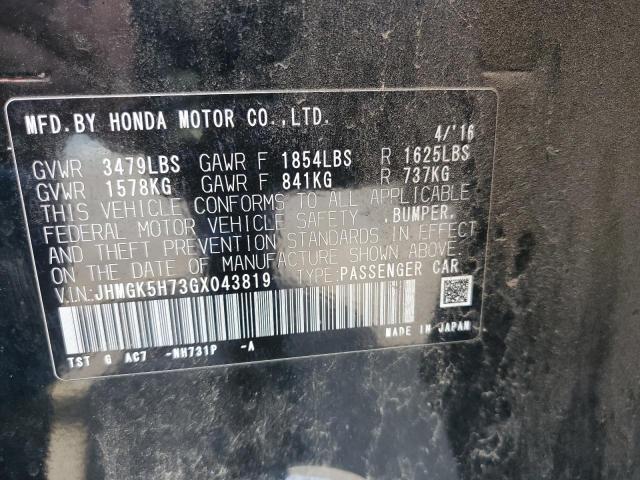 MFD.BY HONDA MOTOR CO.,LTD.
4/'16
GVWR 3479LBS GAWR F 1854LBS R 1625LBS
GVWR 1578KG GAWR F 841KG R 737KG
THIS VEHICLE CONFORMS TO ALL APPLICABLE
FEDERAL MOTOR VEHICLE SAFETY ,BUMPER,
AND THEFT PREVENTION STANDARDS IN EFFECT
ON THE DATE OF MANUFACTURE SHOWN ABOVE.
V.I.N.:JHMGK5H73GX043819 TYPE:PASSENGER CAR
TST G AC7 -NH731P -A MADE IN JAPAN